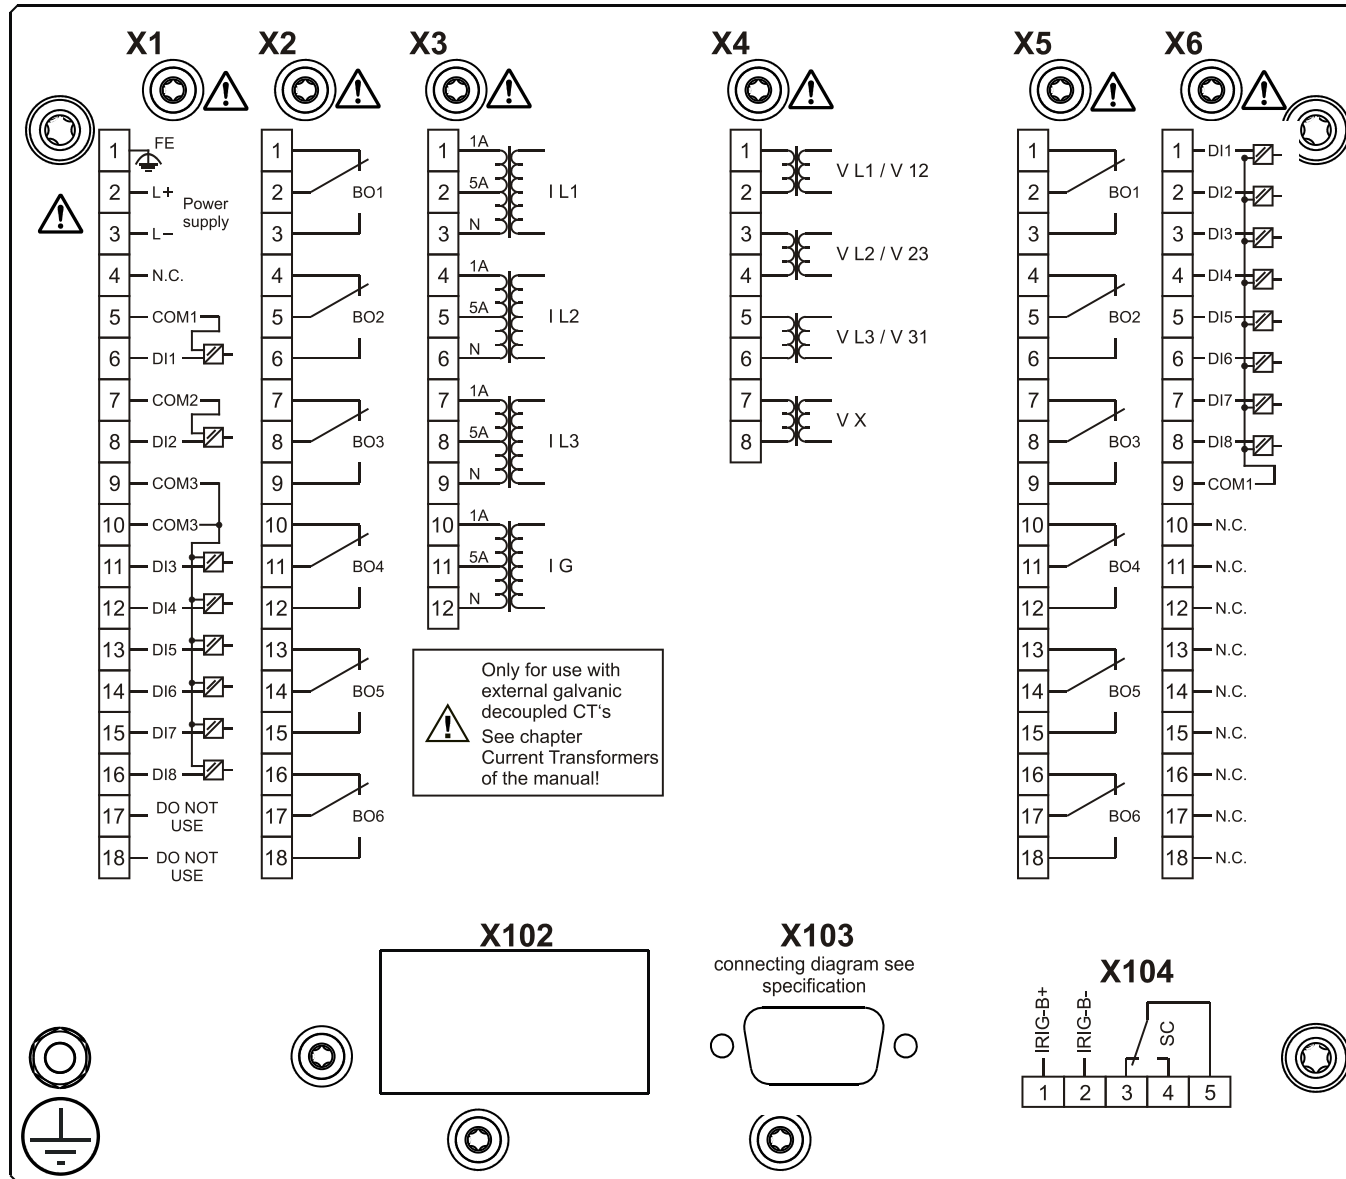 X1 X2 X3 X4 X5 X6
1 FE
2 L+
Power
supply
3 L−
4 N.C.
5 COM1
6 DI1
7 COM2
8 DI2
9 COM3
10 COM3
11 DI3
12 DI4
13 DI5
14 DI6
15 DI7
16 DI8
17 DO NOT
USE
18 DO NOT
USE
1
2 BO1
3
4
5 BO2
6
7
8 BO3
9
10
11 BO4
12
13
14 BO5
15
16
17 BO6
18
1 1A
2 5A I L1
3 N
4 1A
5 5A I L2
6 N
7 1A
8 5A I L3
9 N
10 1A
11 5A I G
12 N
Only for use with
external galvanic
decoupled CT‘s
See chapter
Current Transformers
of the manual!
1
V L1 / V 12
2
3
V L2 / V 23
4
5
V L3 / V 31
6
7
V X
8
1
2 BO1
3
4
5 BO2
6
7
8 BO3
9
10
11 BO4
12
13
14 BO5
15
16
17 BO6
18
1 DI1
2 DI2
3 DI3
4 DI4
5 DI5
6 DI6
7 DI7
8 DI8
9 COM1
10 N.C.
11 N.C.
12 N.C.
13 N.C.
14 N.C.
15 N.C.
16 N.C.
17 N.C.
18 N.C.
X102
X103
connecting diagram see
specification
X104
IRIG-B+
IRIG-B-
SC
1 2 3 4 5